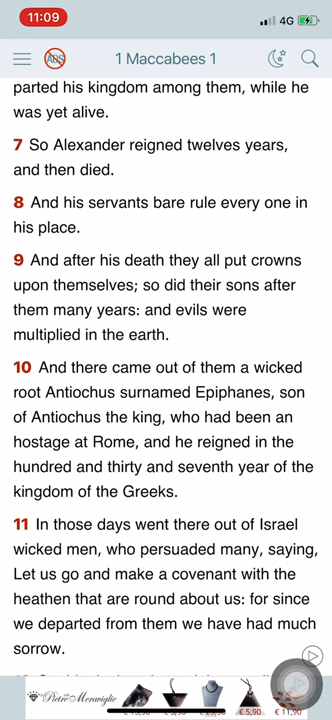 11:09
4G
ADS
1 Maccabees 1
parted his kingdom among them, while he
was yet alive.
7 So Alexander reigned twelves years,
and then died.
8 And his servants bare rule every one in
his place.
9 And after his death they all put crowns
upon themselves; so did their sons after
them many years: and evils were
multiplied in the earth.
10 And there came out of them a wicked
root Antiochus surnamed Epiphanes, son
of Antiochus the king, who had been an
hostage at Rome, and he reigned in the
hundred and thirty and seventh year of the
kingdom of the Greeks.
11 In those days went there out of Israel
wicked men, who persuaded many, saying,
Let us go and make a covenant with the
heathen that are round about us: for since
we departed from them we have had much
sorrow.
Pietre Meraviglie
€ 5,90
€ 11,90